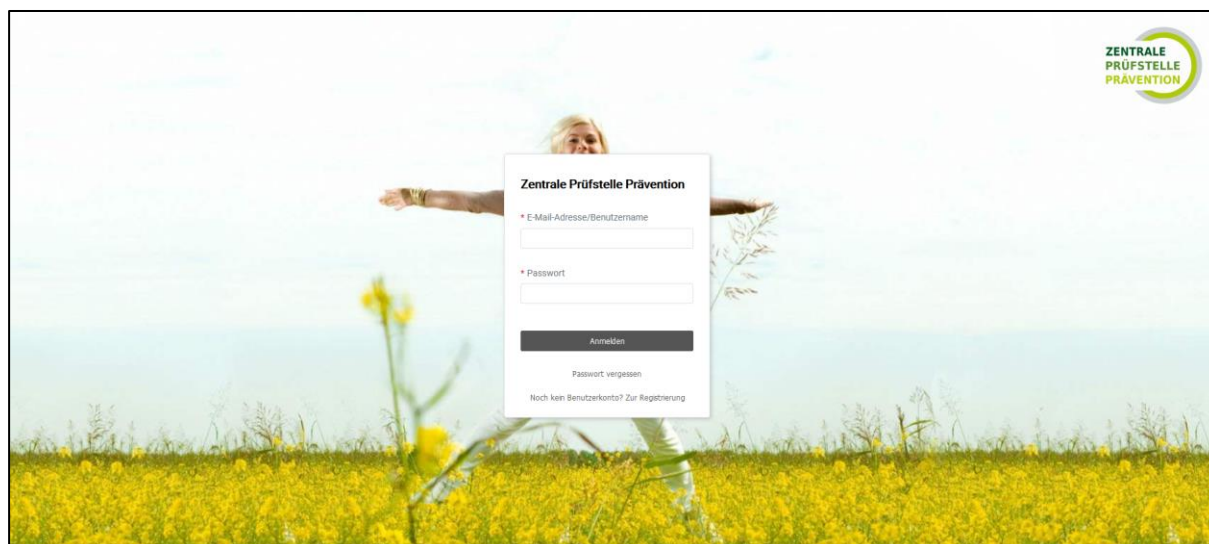 ZENTRALE
PRÜFSTELLE
PRÄVENTION
Zentrale Prüfstelle Prävention
* E-Mail-Adresse/Benutzername
* Passwort
Anmelden
Passwort vergessen
Noch kein Benutzerkonto? Zur Registrierung